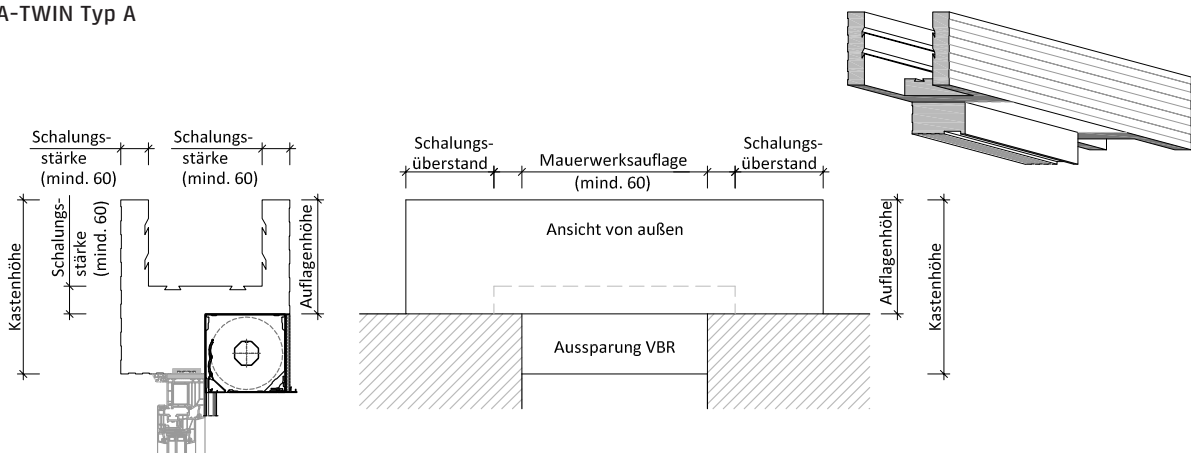 A-TWIN Typ A
Schalungs-
stärke
(mind. 60)
Schalungs-
stärke
(mind. 60)
Kastenhöhe
Schalungs-
stärke
(mind. 60)
Auflagenhöhe
Schalungs-
überstand
Mauerwerksauflage
(mind. 60)
Schalungs-
überstand
Ansicht von außen
Aussparung VBR
Auflagenhöhe
Kastenhöhe